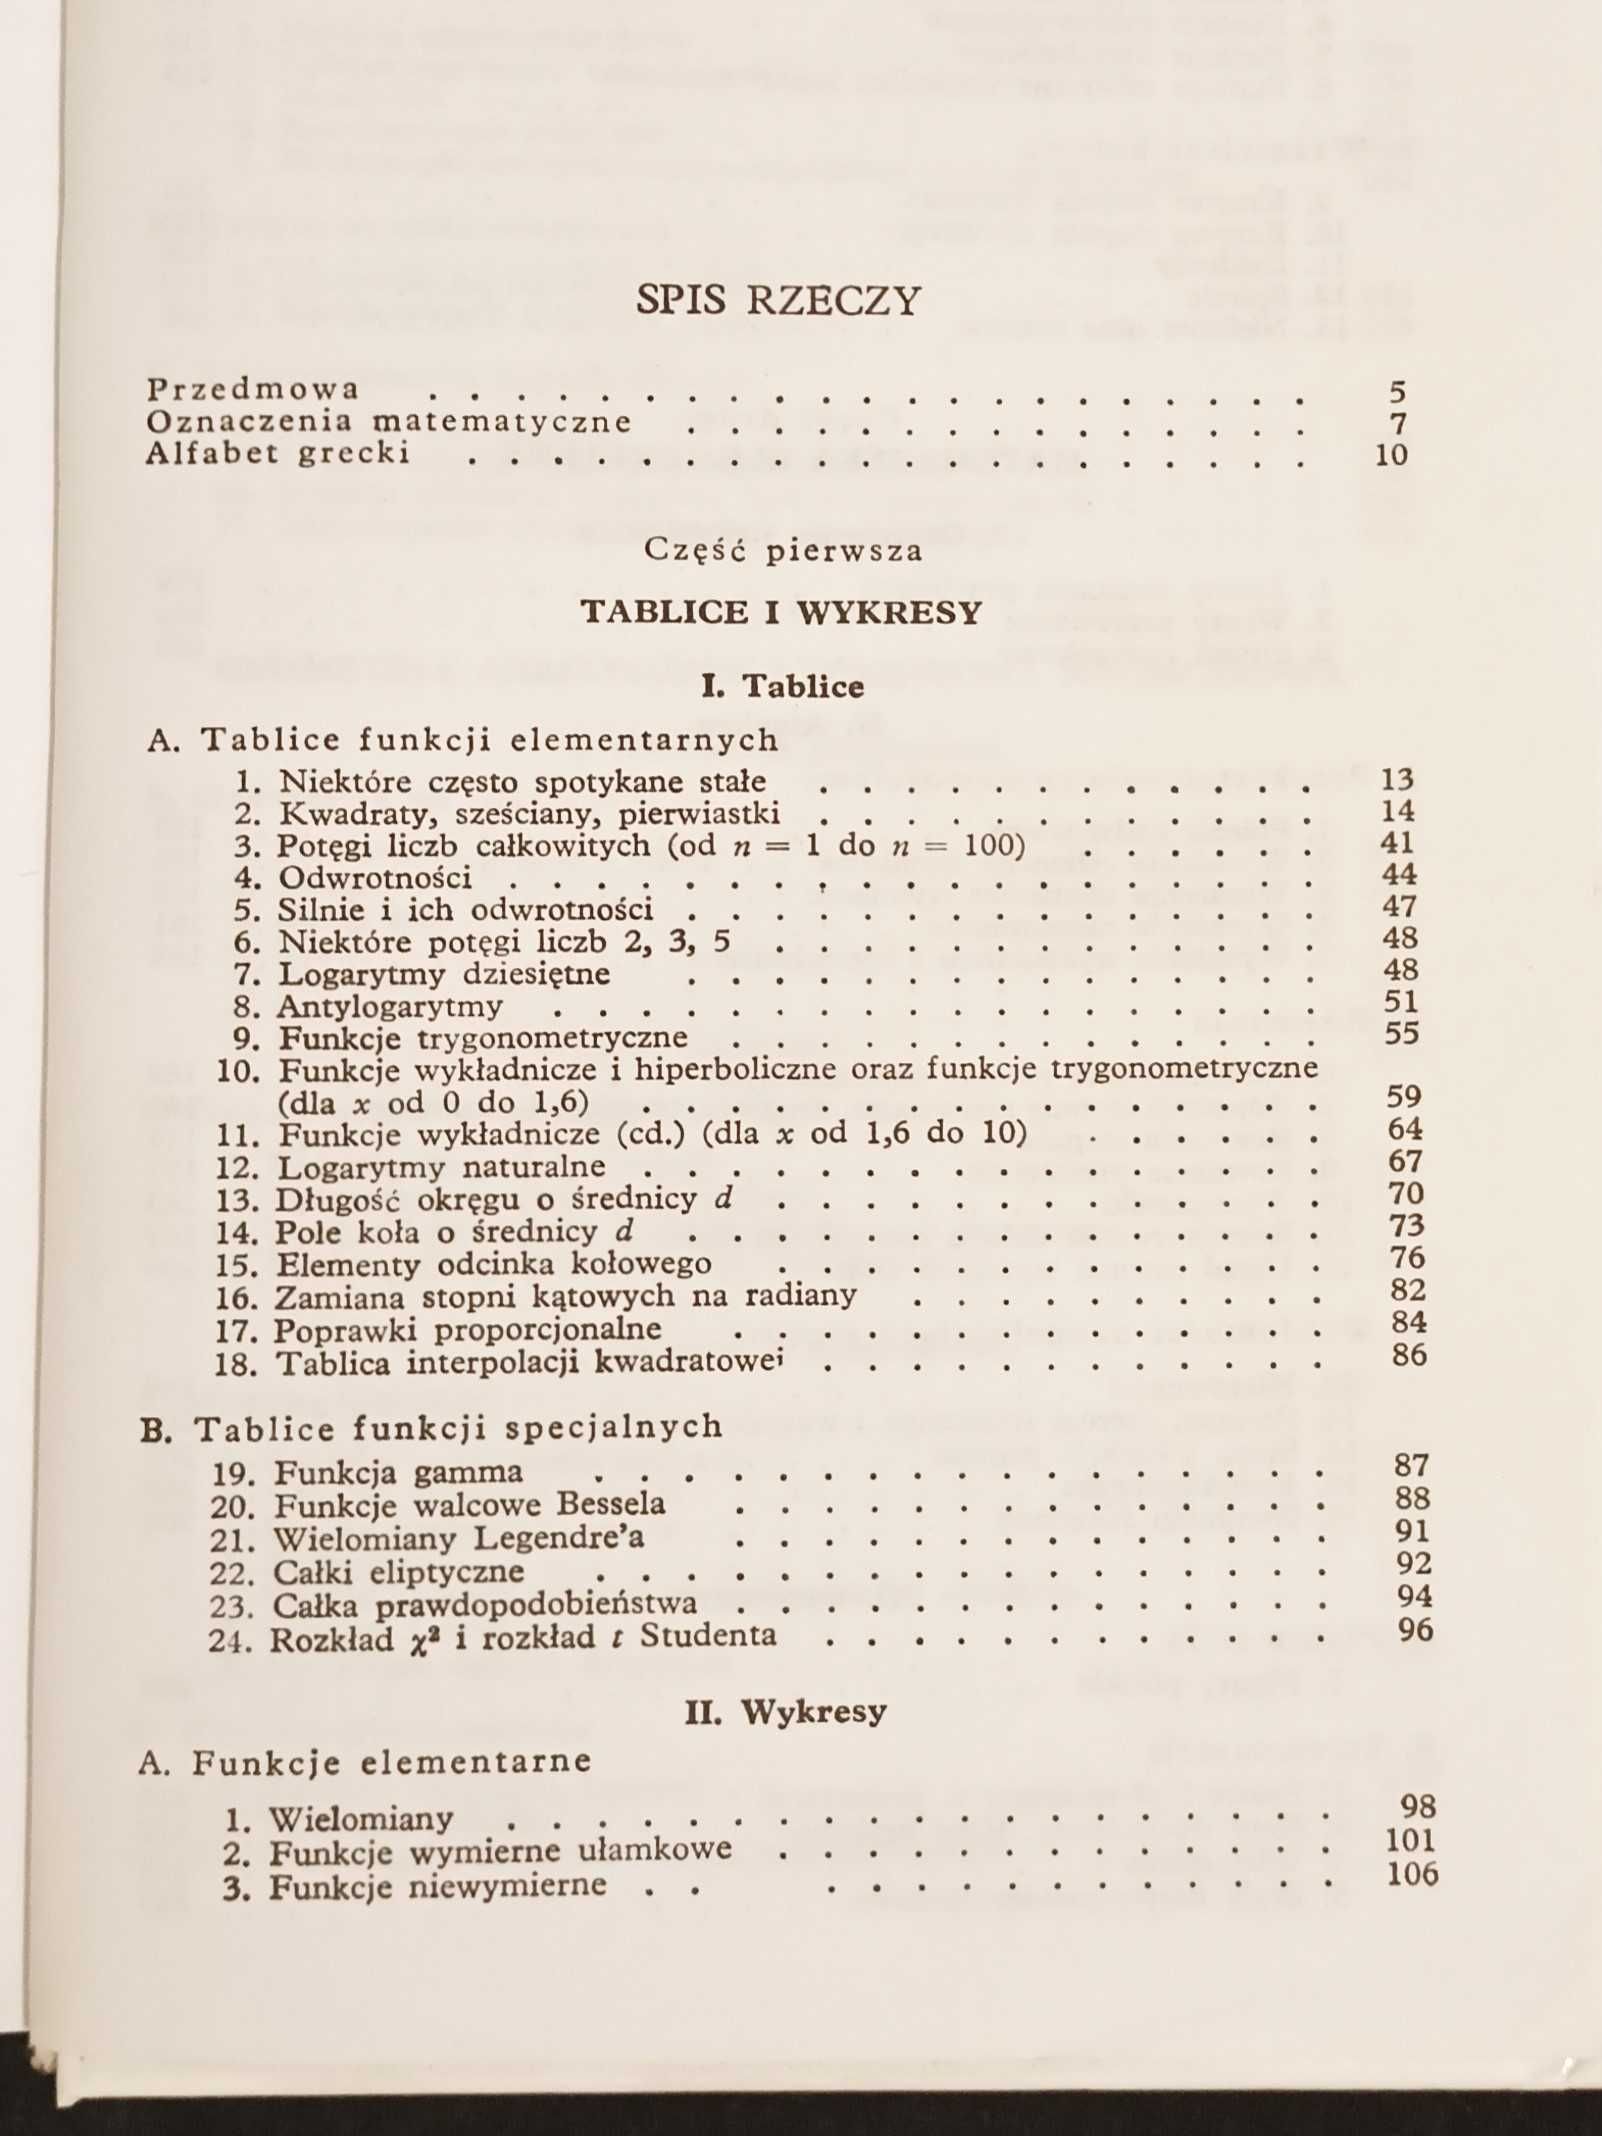 SPIS RZECZY
Przedmowa . . . . . . . . . . . . . . . . . . . . . 5
Oznaczenia matematyczne . . . . . . . . . . . . . . . 7
Alfabet grecki . . . . . . . . . . . . . . . . . . . . 10
Część pierwsza
TABLICE I WYKRESY
I. Tablice
A. Tablice funkcji elementarnych
1. Niektóre często spotykane stałe . . . . . . . . . . . . 13
2. Kwadraty, sześciany, pierwiastki . . . . . . . . . . . . 14
3. Potęgi liczb całkowitych (od n = 1 do n = 100) . . . . . . 41
4. Odwrotności . . . . . . . . . . . . . . . . . . . 44
5. Silnie i ich odwrotności . . . . . . . . . . . . . . . 47
6. Niektóre potęgi liczb 2, 3, 5 . . . . . . . . . . . . . 48
7. Logarytmy dziesiętne . . . . . . . . . . . . . . . 48
8. Antylogarytmy . . . . . . . . . . . . . . . . . . 51
9. Funkcje trygonometryczne . . . . . . . . . . . . . . 55
10. Funkcje wykładnicze i hiperboliczne oraz funkcje trygonometryczne
(dla x od 0 do 1,6) . . . . . . . . . . . . . . . . 59
11. Funkcje wykładnicze (cd.) (dla x od 1,6 do 10) . . . . . . 64
12. Logarytmy naturalne . . . . . . . . . . . . . . . . 67
13. Długość okręgu o średnicy d . . . . . . . . . . . . . 70
14. Pole koła o średnicy d . . . . . . . . . . . . . . . 73
15. Elementy odcinka kołowego . . . . . . . . . . . . . 76
16. Zamiana stopni kątowych na radiany . . . . . . . . . . 82
17. Poprawki proporcjonalne . . . . . . . . . . . . . . 84
18. Tablica interpolacji kwadratowej . . . . . . . . . . . . 86
B. Tablice funkcji specjalnych
19. Funkcja gamma . . . . . . . . . . . . . . . . . 87
20. Funkcje walcowe Bessela . . . . . . . . . . . . . . 88
21. Wielomiany Legendre’a . . . . . . . . . . . . . . 91
22. Całki eliptyczne . . . . . . . . . . . . . . . . . 92
23. Całka prawdopodobieństwa . . . . . . . . . . . . . . 94
24. Rozkład χ² i rozkład t Studenta . . . . . . . . . . . . 96
II. Wykresy
A. Funkcje elementarne
1. Wielomiany . . . . . . . . . . . . . . . . . . . 98
2. Funkcje wymierne ułamkowe . . . . . . . . . . . . . 101
3. Funkcje niewymierne . . . . . . . . . . . . . . 106